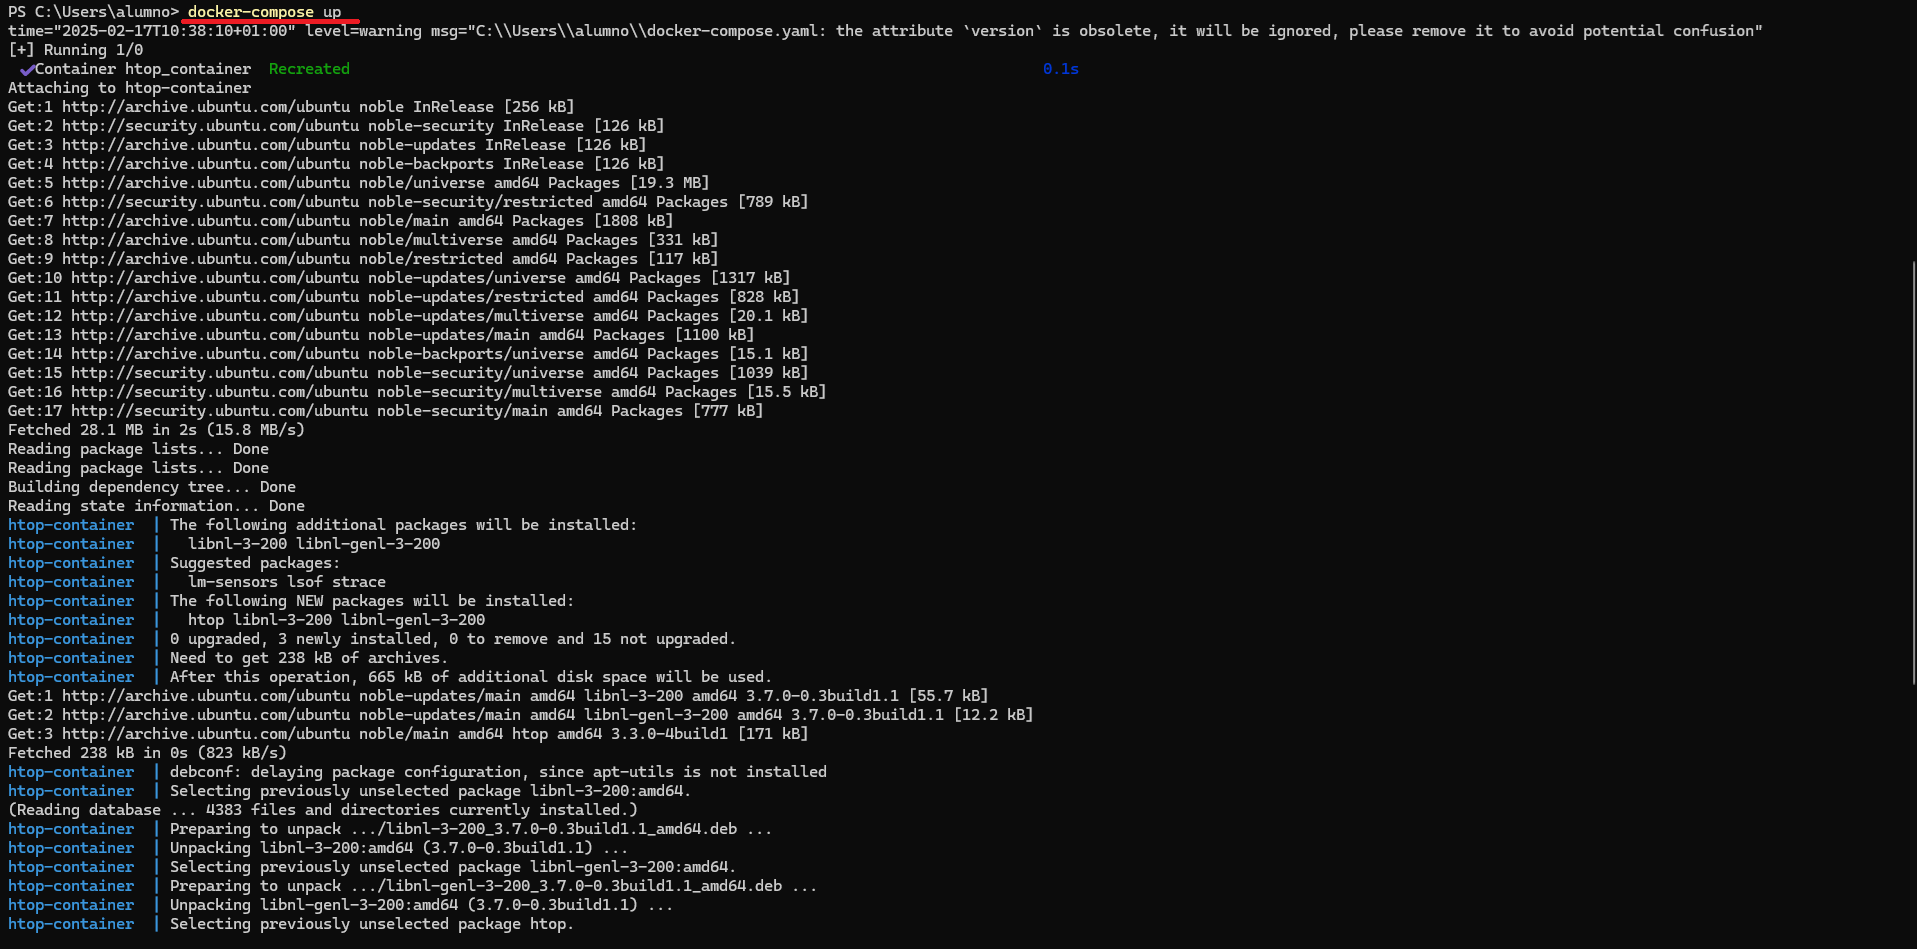 PS C:\Users\alumno> docker-compose up
time="2025-02-17T10:38:10+01:00" level=warning msg="C:\\Users\\alumno\\docker-compose.yaml: the attribute `version` is obsolete, it will be ignored, please remove it to avoid potential confusion"
[+] Running 1/0
✔Container htop_container  Recreated 0.1s
Attaching to htop-container
Get:1 http://archive.ubuntu.com/ubuntu noble InRelease [256 kB]
Get:2 http://security.ubuntu.com/ubuntu noble-security InRelease [126 kB]
Get:3 http://archive.ubuntu.com/ubuntu noble-updates InRelease [126 kB]
Get:4 http://archive.ubuntu.com/ubuntu noble-backports InRelease [126 kB]
Get:5 http://archive.ubuntu.com/ubuntu noble/universe amd64 Packages [19.3 MB]
Get:6 http://security.ubuntu.com/ubuntu noble-security/restricted amd64 Packages [789 kB]
Get:7 http://archive.ubuntu.com/ubuntu noble/main amd64 Packages [1808 kB]
Get:8 http://archive.ubuntu.com/ubuntu noble/multiverse amd64 Packages [331 kB]
Get:9 http://archive.ubuntu.com/ubuntu noble/restricted amd64 Packages [117 kB]
Get:10 http://archive.ubuntu.com/ubuntu noble-updates/universe amd64 Packages [1317 kB]
Get:11 http://archive.ubuntu.com/ubuntu noble-updates/restricted amd64 Packages [828 kB]
Get:12 http://archive.ubuntu.com/ubuntu noble-updates/multiverse amd64 Packages [20.1 kB]
Get:13 http://archive.ubuntu.com/ubuntu noble-updates/main amd64 Packages [1100 kB]
Get:14 http://archive.ubuntu.com/ubuntu noble-backports/universe amd64 Packages [15.1 kB]
Get:15 http://security.ubuntu.com/ubuntu noble-security/universe amd64 Packages [1039 kB]
Get:16 http://security.ubuntu.com/ubuntu noble-security/multiverse amd64 Packages [15.5 kB]
Get:17 http://security.ubuntu.com/ubuntu noble-security/main amd64 Packages [777 kB]
Fetched 28.1 MB in 2s (15.8 MB/s)
Reading package lists... Done
Reading package lists... Done
Building dependency tree... Done
Reading state information... Done
htop-container  | The following additional packages will be installed:
htop-container  |   libnl-3-200 libnl-genl-3-200
htop-container  | Suggested packages:
htop-container  |   lm-sensors lsof strace
htop-container  | The following NEW packages will be installed:
htop-container  |   htop libnl-3-200 libnl-genl-3-200
htop-container  | 0 upgraded, 3 newly installed, 0 to remove and 15 not upgraded.
htop-container  | Need to get 238 kB of archives.
htop-container  | After this operation, 665 kB of additional disk space will be used.
Get:1 http://archive.ubuntu.com/ubuntu noble-updates/main amd64 libnl-3-200 amd64 3.7.0-0.3build1.1 [55.7 kB]
Get:2 http://archive.ubuntu.com/ubuntu noble-updates/main amd64 libnl-genl-3-200 amd64 3.7.0-0.3build1.1 [12.2 kB]
Get:3 http://archive.ubuntu.com/ubuntu noble/main amd64 htop amd64 3.3.0-4build1 [171 kB]
Fetched 238 kB in 0s (823 kB/s)
htop-container  | debconf: delaying package configuration, since apt-utils is not installed
htop-container  | Selecting previously unselected package libnl-3-200:amd64.
(Reading database ... 4383 files and directories currently installed.)
htop-container  | Preparing to unpack .../libnl-3-200_3.7.0-0.3build1.1_amd64.deb ...
htop-container  | Unpacking libnl-3-200:amd64 (3.7.0-0.3build1.1) ...
htop-container  | Selecting previously unselected package libnl-genl-3-200:amd64.
htop-container  | Preparing to unpack .../libnl-genl-3-200_3.7.0-0.3build1.1_amd64.deb ...
htop-container  | Unpacking libnl-genl-3-200:amd64 (3.7.0-0.3build1.1) ...
htop-container  | Selecting previously unselected package htop.